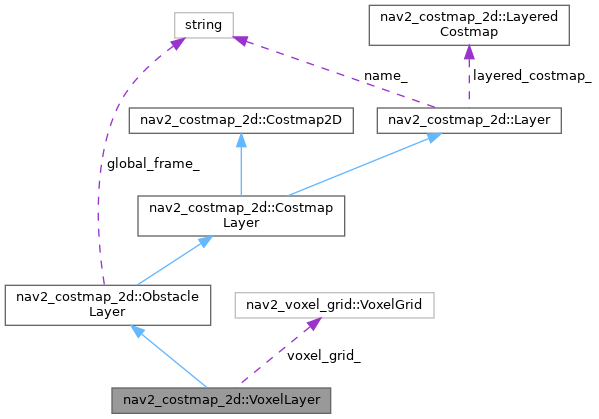 string
nav2_costmap_2d::Layered
Costmap
name_
layered_costmap_
nav2_costmap_2d::Costmap2D
nav2_costmap_2d::Layer
global_frame_
nav2_costmap_2d::Costmap
Layer
nav2_costmap_2d::Obstacle
Layer
nav2_voxel_grid::VoxelGrid
voxel_grid_
nav2_costmap_2d::VoxelLayer